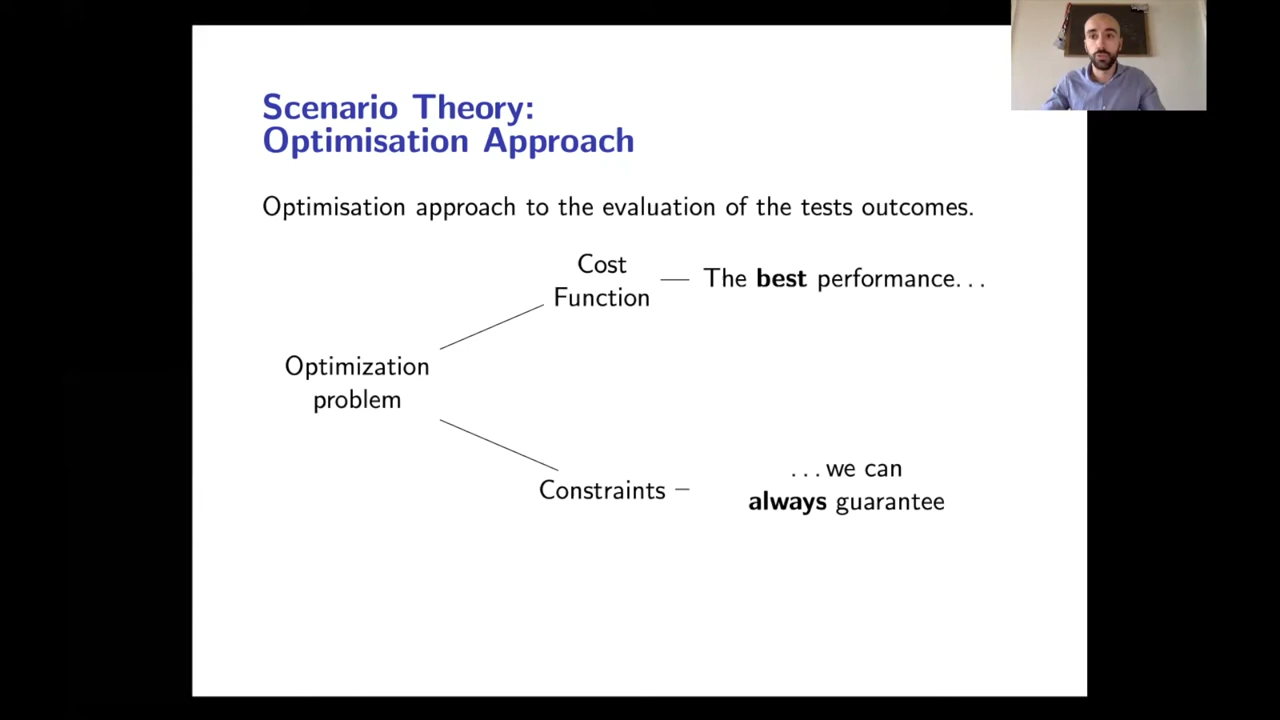 Scenario Theory:
Optimisation Approach
Optimisation approach to the evaluation of the tests outcomes.
Cost
Function
The best performance...
Optimization
problem
Constraints
...we can
always guarantee